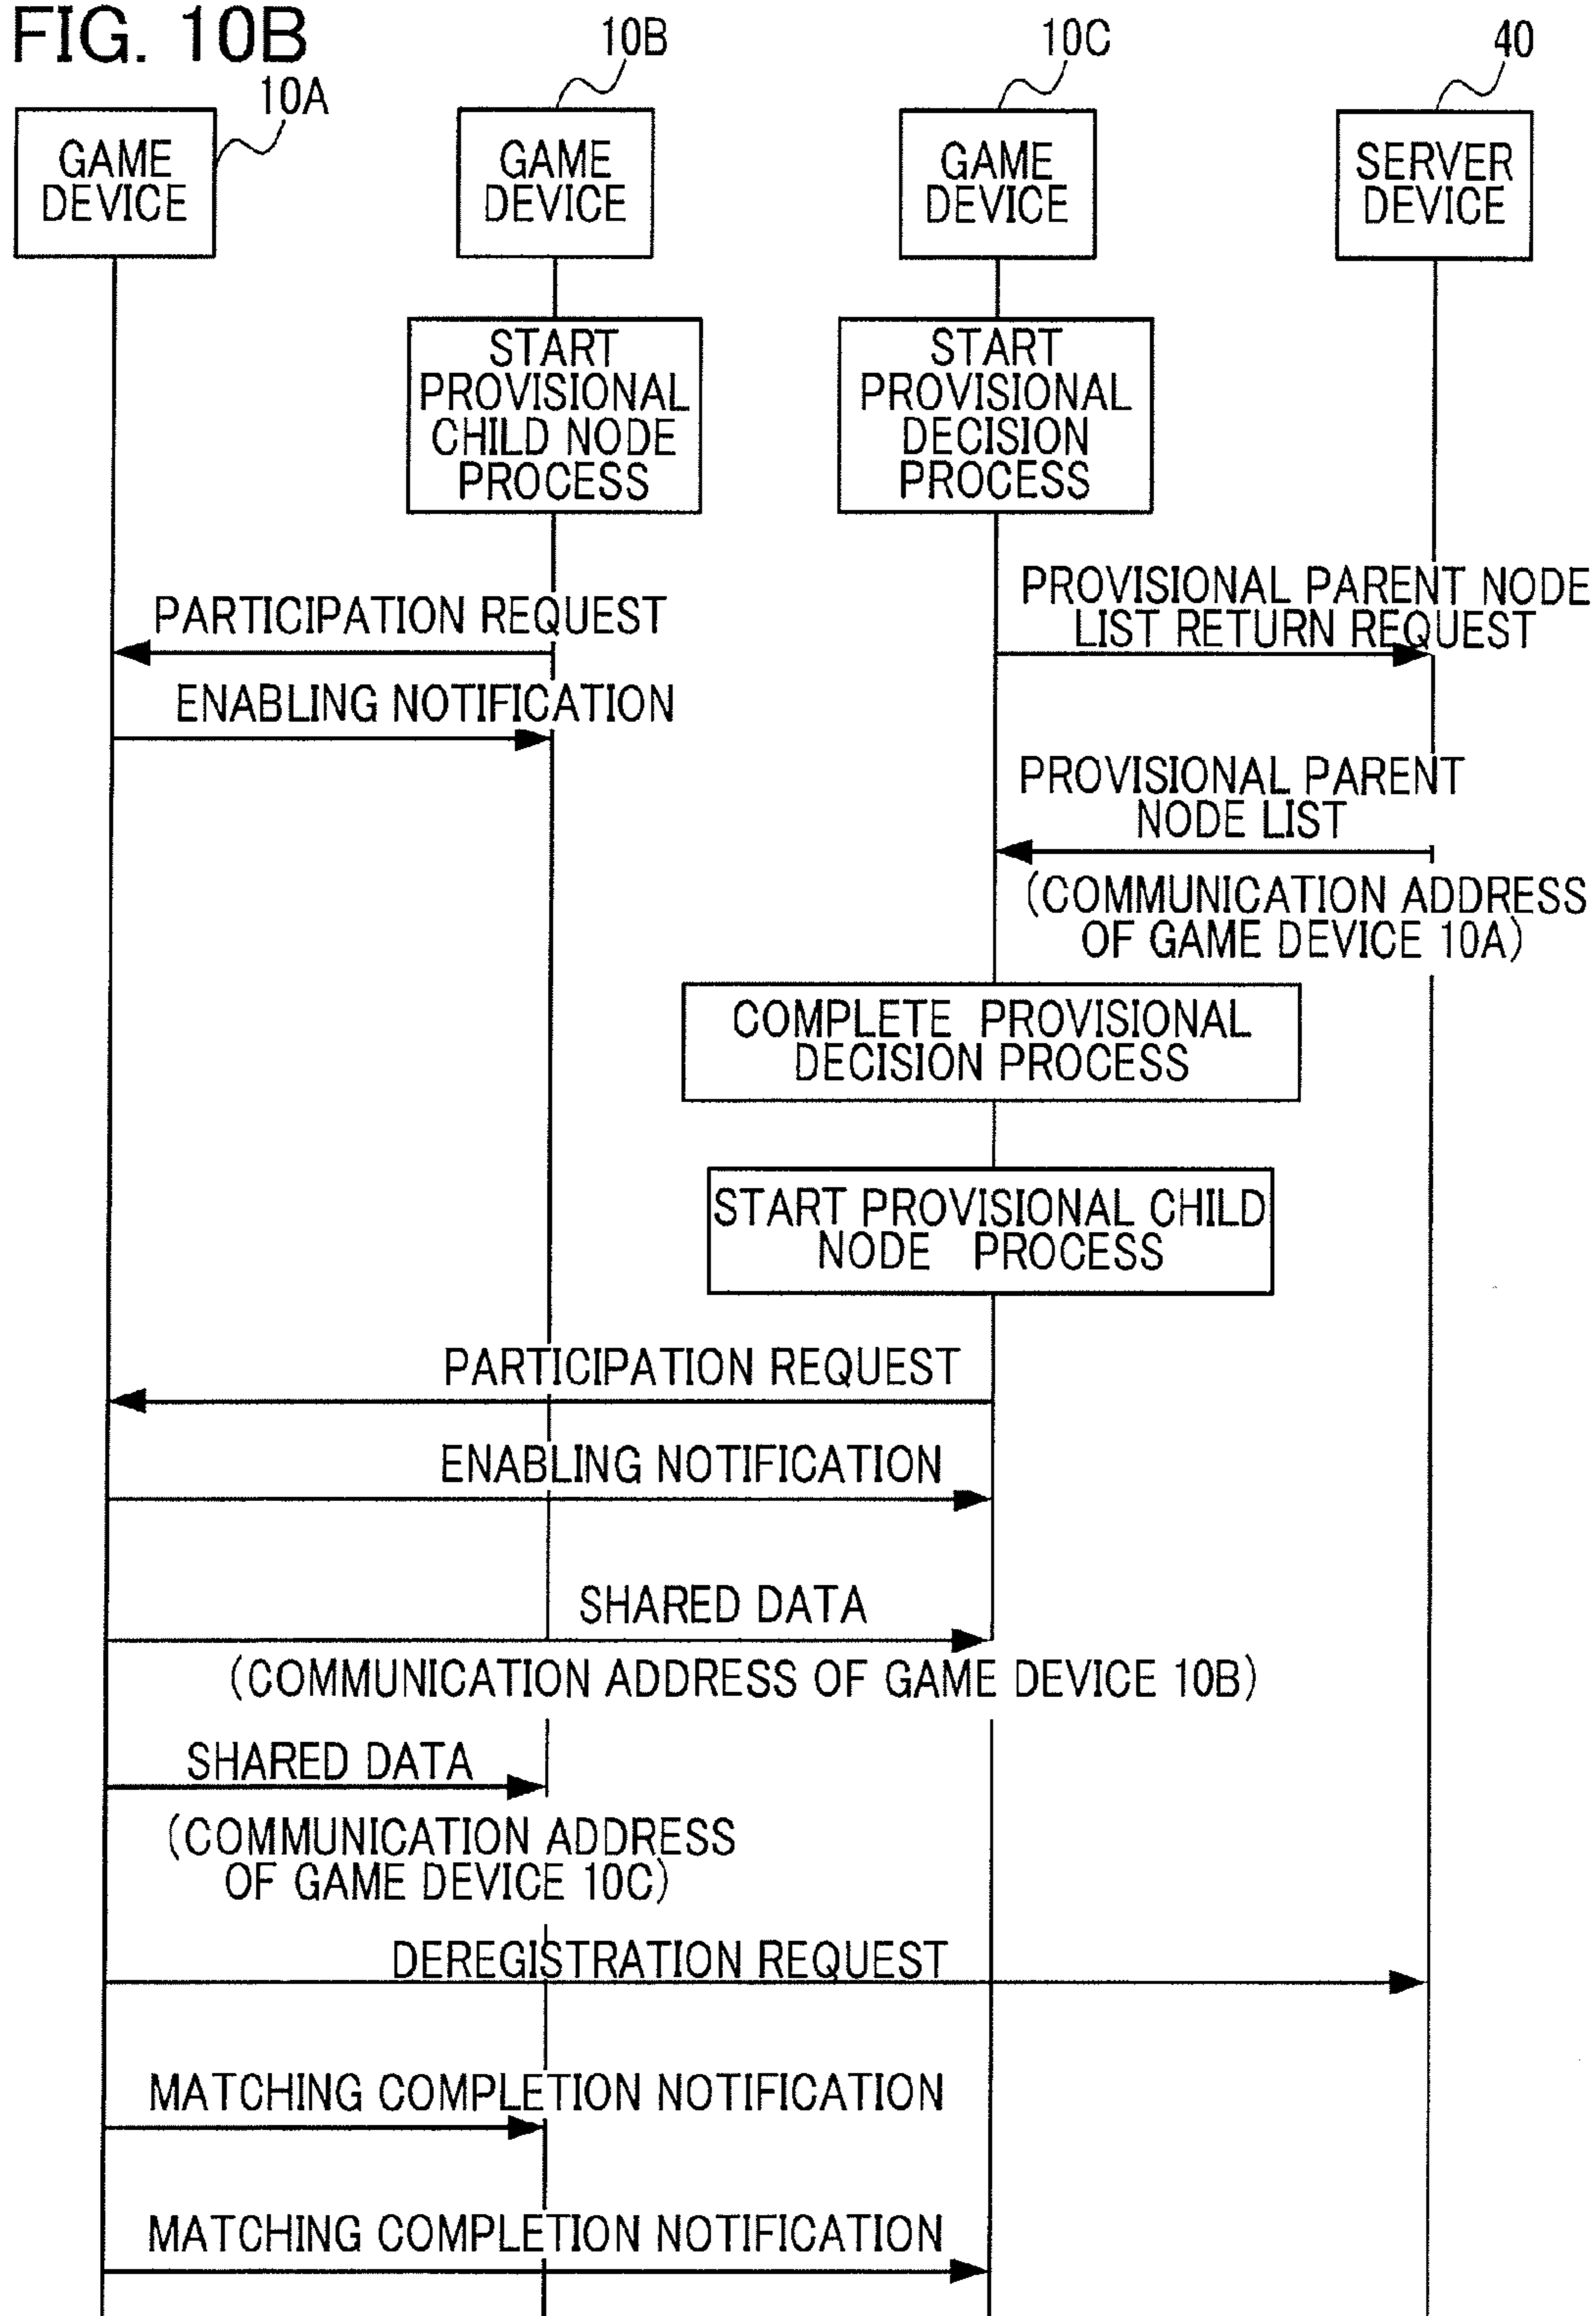 FIG. 10B
10A
10B
10C
40
GAME
DEVICE
GAME
DEVICE
GAME
DEVICE
SERVER
DEVICE
START
PROVISIONAL
CHILD NODE
PROCESS
START
PROVISIONAL
DECISION
PROCESS
PARTICIPATION REQUEST
PROVISIONAL PARENT NODE
LIST RETURN REQUEST
ENABLING NOTIFICATION
PROVISIONAL PARENT
NODE LIST
(COMMUNICATION ADDRESS
OF GAME DEVICE 10A)
COMPLETE PROVISIONAL
DECISION PROCESS
START PROVISIONAL CHILD
NODE PROCESS
PARTICIPATION REQUEST
ENABLING NOTIFICATION
SHARED DATA
(COMMUNICATION ADDRESS OF GAME DEVICE 10B)
SHARED DATA
(COMMUNICATION ADDRESS
OF GAME DEVICE 10C)
DEREGISTRATION REQUEST
MATCHING COMPLETION NOTIFICATION
MATCHING COMPLETION NOTIFICATION